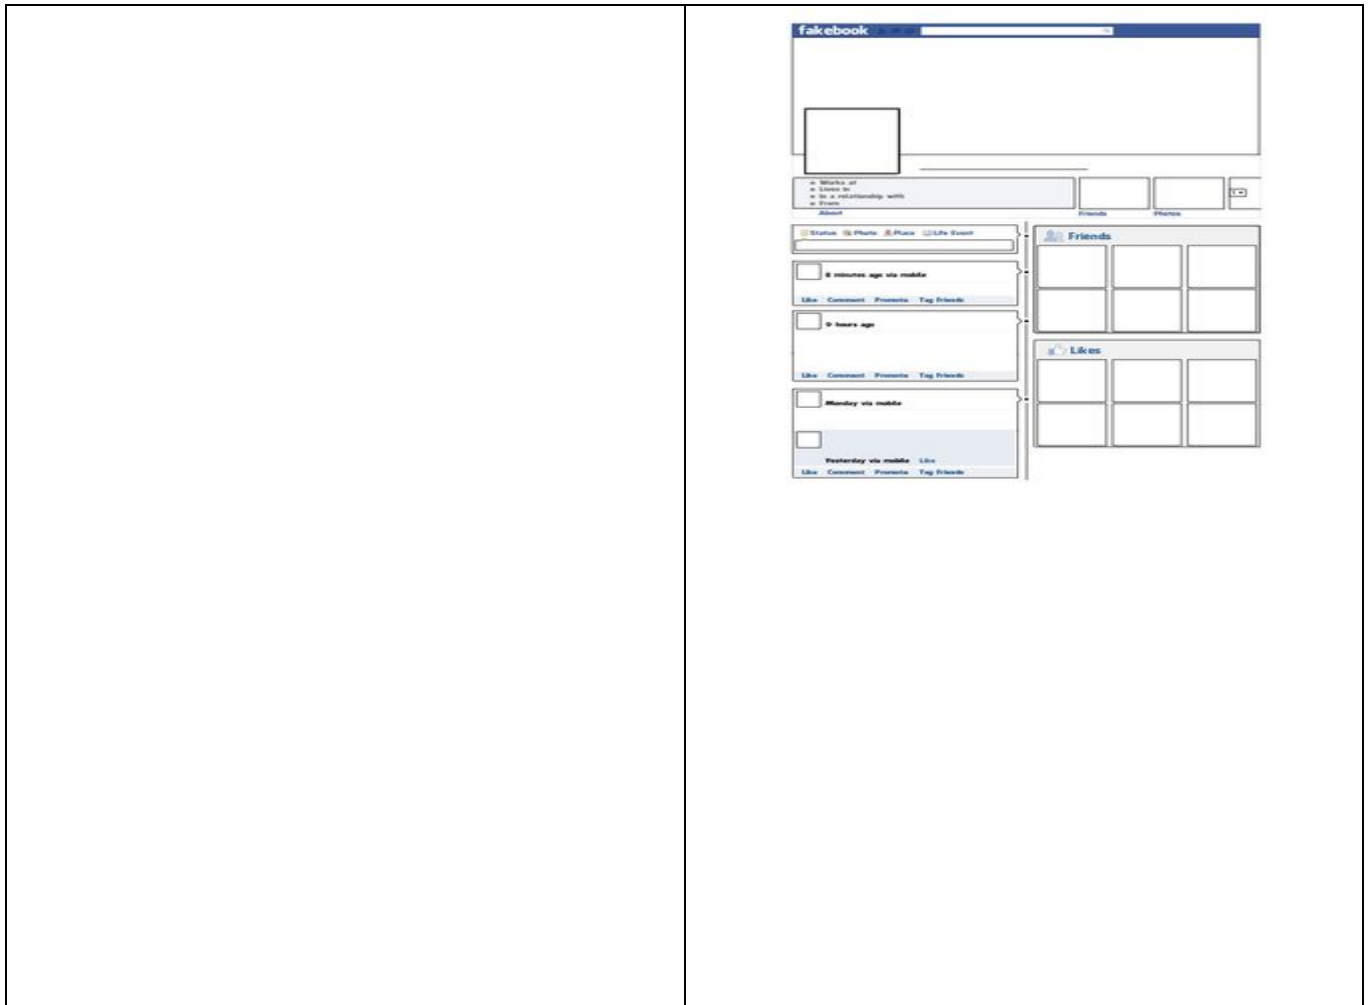 fakebook
Works at
Lives in
In a relationship with
From
About
Friends
Photos
Status Photo Place Life Event
8 minutes ago via mobile
Like Comment Promote Tag Friends
9 hours ago
Like Comment Promote Tag Friends
Monday via mobile
Yesterday via mobile Like
Like Comment Promote Tag Friends
Friends
Likes